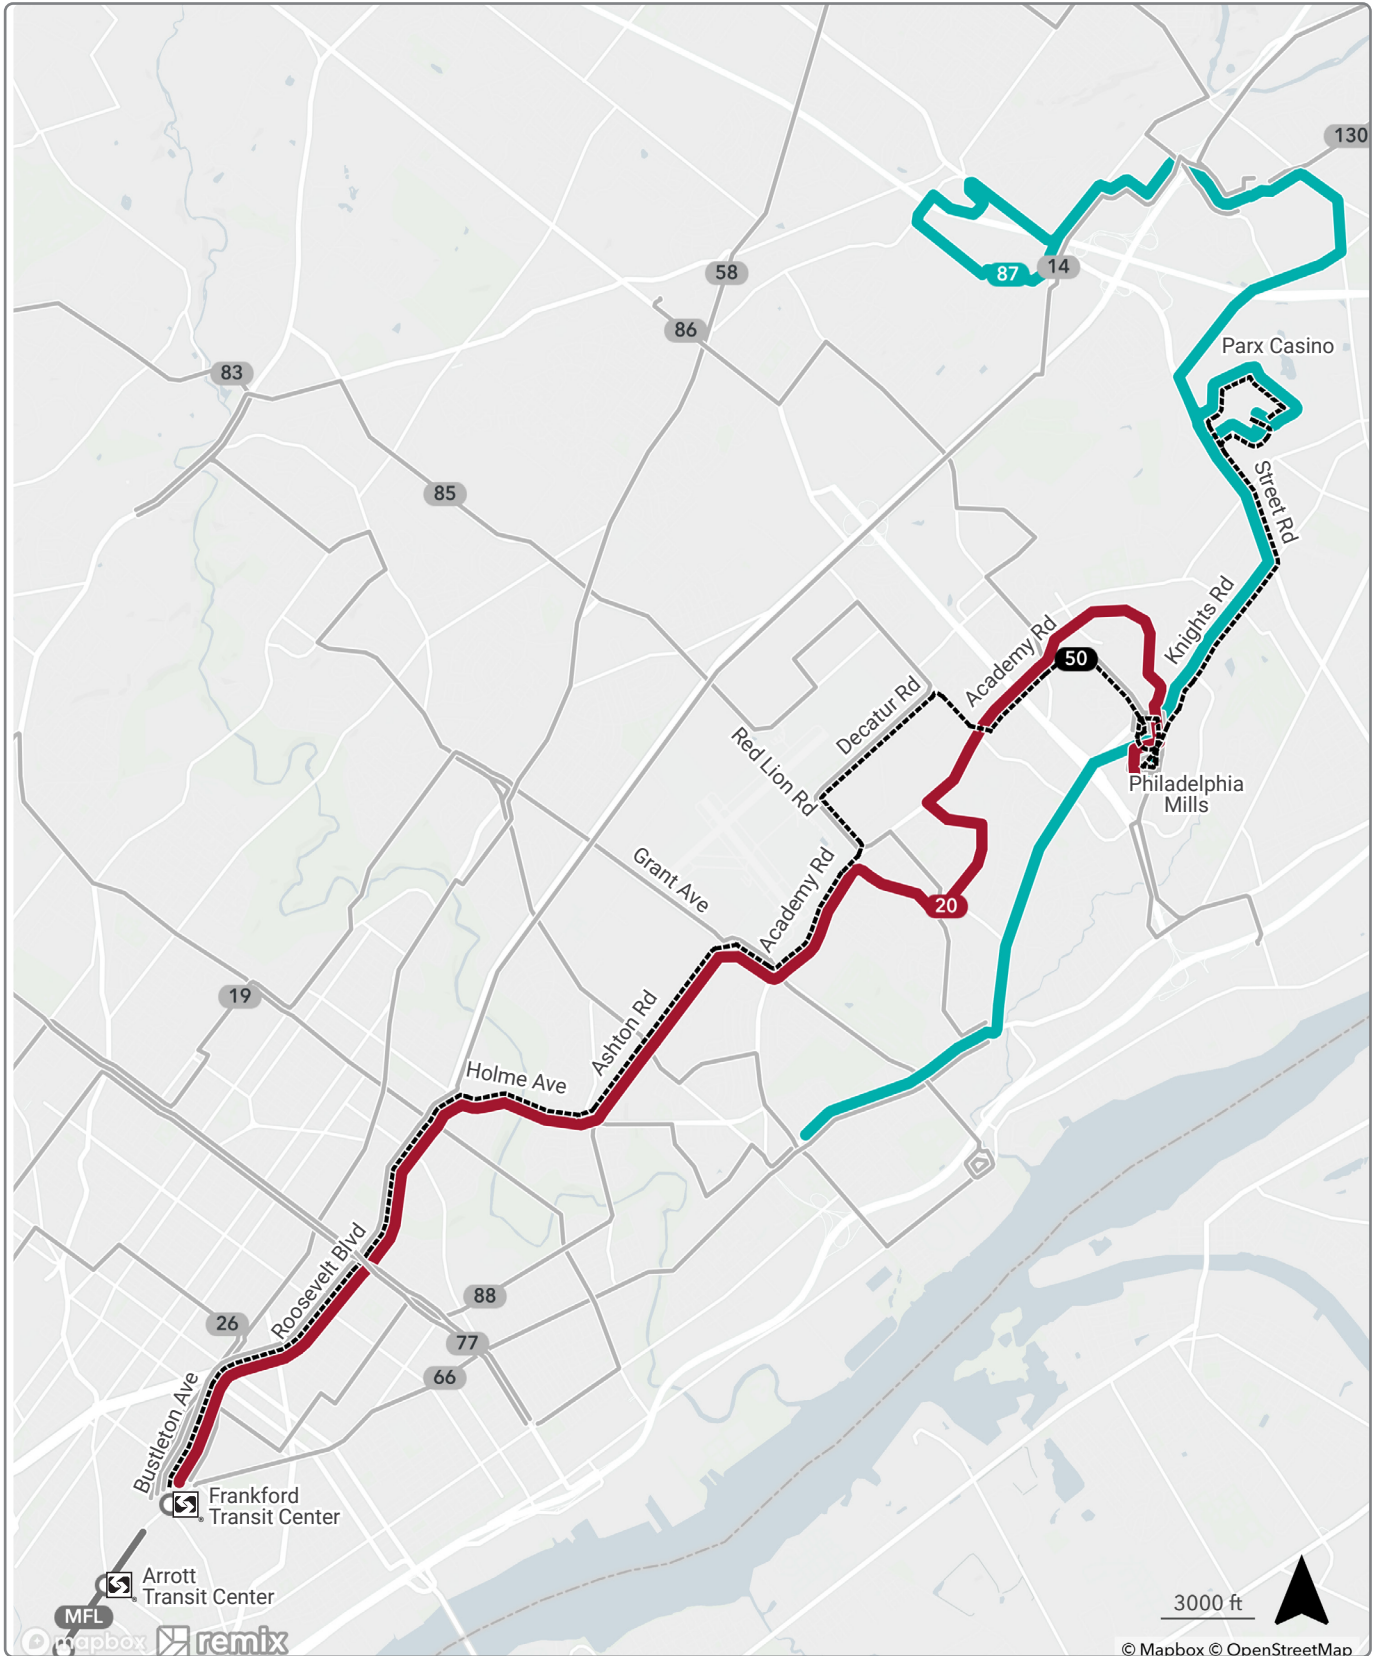 130
58
87
14
86
Parx Casino
83
85
Street Rd
Knights Rd
Academy Rd
50
Decatur Rd
Red Lion Rd
Philadelphia
Mills
Grant Ave
Academy Rd
20
19
Ashton Rd
Holme Ave
Roosevelt Blvd
88
26
77
66
Bustleton Ave
Frankford
Transit Center
Arrott
Transit Center
MFL
3000 ft
mapbox remix
© Mapbox © OpenStreetMap